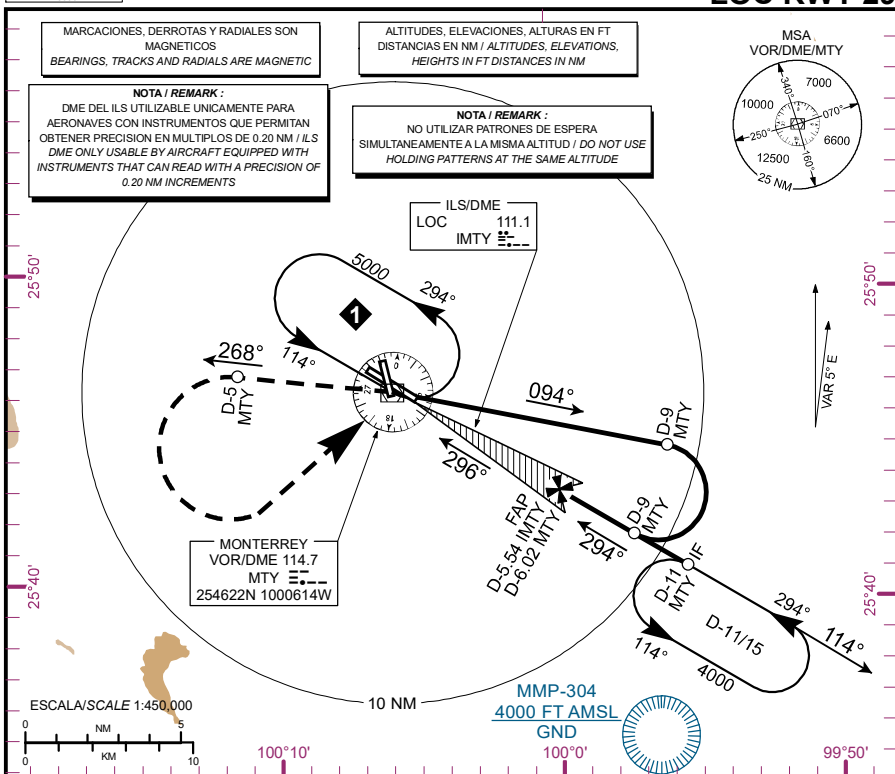 MARCACIONES, DERROTAS Y RADIALES SON
MAGNETICOS
BEARINGS, TRACKS AND RADIALS ARE MAGNETIC
ALTITUDES, ELEVACIONES, ALTURAS EN FT
DISTANCIAS EN NM / ALTITUDES, ELEVATIONS,
HEIGHTS IN FT DISTANCES IN NM
MSA
VOR/DME/MTY
340°
7000
10000
070°
250°
6600
12500
160°
25 NM
NOTA / REMARK :
DME DEL ILS UTILIZABLE UNICAMENTE PARA
AERONAVES CON INSTRUMENTOS QUE PERMITAN
OBTENER PRECISION EN MULTIPLOS DE 0.20 NM / ILS
DME ONLY USABLE BY AIRCRAFT EQUIPPED WITH
INSTRUMENTS THAT CAN READ WITH A PRECISION OF
0.20 NM INCREMENTS
NOTA / REMARK :
NO UTILIZAR PATRONES DE ESPERA
SIMULTANEAMENTE A LA MISMA ALTITUD / DO NOT USE
HOLDING PATTERNS AT THE SAME ALTITUDE
ILS/DME
LOC 111.1
IMTY
25°50'
25°50'
5000
294°
1
114°
268°
D-5
MTY
0
27
18
094°
D-9
MTY
VAR 5° E
296°
FAP
D-5.54 IMTY
D-6.02 MTY
294°
D-9
MTY
IF
D-11
MTY
D-11/15
294°
114°
114°
4000
MONTERREY
VOR/DME 114.7
MTY
254622N 1000614W
25°40'
25°40'
MMP-304
4000 FT AMSL
GND
10 NM
ESCALA/SCALE 1:450,000
0 NM 5
0 KM 10
100°10'
100°0'
99°50'